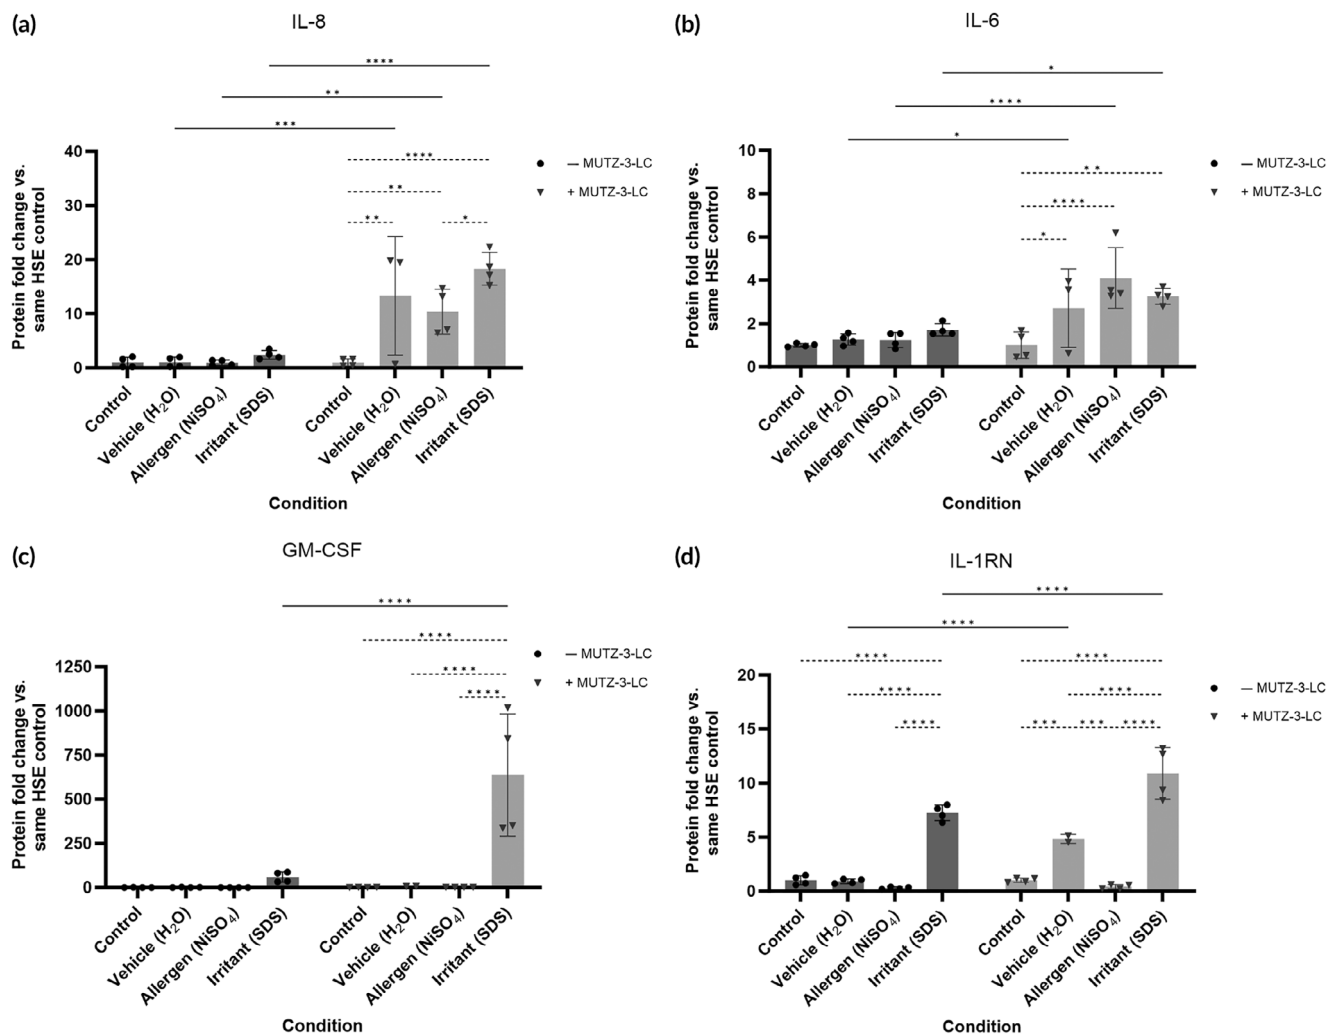 (a)
IL-8
****
**
***
Protein fold change vs.
same HSE control
40
30
20
10
0
****
**
**
*
— MUTZ-3-LC
+ MUTZ-3-LC
Control
Vehicle (H₂O)
Allergen (NiSO₄)
Irritant (SDS)
Control
Vehicle (H₂O)
Allergen (NiSO₄)
Irritant (SDS)
Condition
(b)
IL-6
*
****
*
Protein fold change vs.
same HSE control
10
8
6
4
2
0
**
****
*
— MUTZ-3-LC
+ MUTZ-3-LC
Control
Vehicle (H₂O)
Allergen (NiSO₄)
Irritant (SDS)
Control
Vehicle (H₂O)
Allergen (NiSO₄)
Irritant (SDS)
Condition
(c)
GM-CSF
****
****
****
****
Protein fold change vs.
same HSE control
1250
1000
750
500
250
0
— MUTZ-3-LC
+ MUTZ-3-LC
Control
Vehicle (H₂O)
Allergen (NiSO₄)
Irritant (SDS)
Control
Vehicle (H₂O)
Allergen (NiSO₄)
Irritant (SDS)
Condition
(d)
IL-1RN
****
****
**** ****
**** ****
**** *** *** ****
Protein fold change vs.
same HSE control
20
15
10
5
0
— MUTZ-3-LC
+ MUTZ-3-LC
Control
Vehicle (H₂O)
Allergen (NiSO₄)
Irritant (SDS)
Control
Vehicle (H₂O)
Allergen (NiSO₄)
Irritant (SDS)
Condition